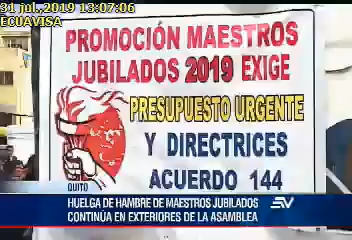 31 jul. 2019 13:07:06
ECUAVISA
PROMOCIÓN MAESTROS
JUBILADOS 2019 EXIGE
PRESUPUESTO URGENTE
Y DIRECTRICES
ACUERDO 144
QUITO
HUELGA DE HAMBRE DE MAESTROS JUBILADOS
CONTINÚA EN EXTERIORES DE LA ASAMBLEA